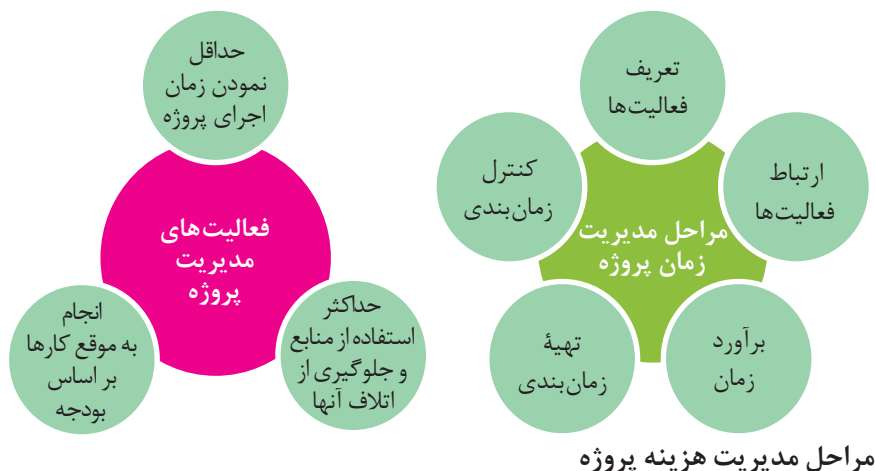 تعریف
فعالیت‌ها
ارتباط
فعالیت‌ها
برآورد
زمان
تهیۀ
زمان‌بندی
کنترل
زمان‌بندی
مراحل مدیریت
زمان پروژه
حداقل
نمودن زمان
اجرای پروژه
حداکثر
استفاده از منابع
و جلوگیری از
اتلاف آنها
انجام
به موقع کارها
بر اساس
بودجه
فعالیت‌های
مدیریت
پروژه
مراحل مدیریت هزینه پروژه